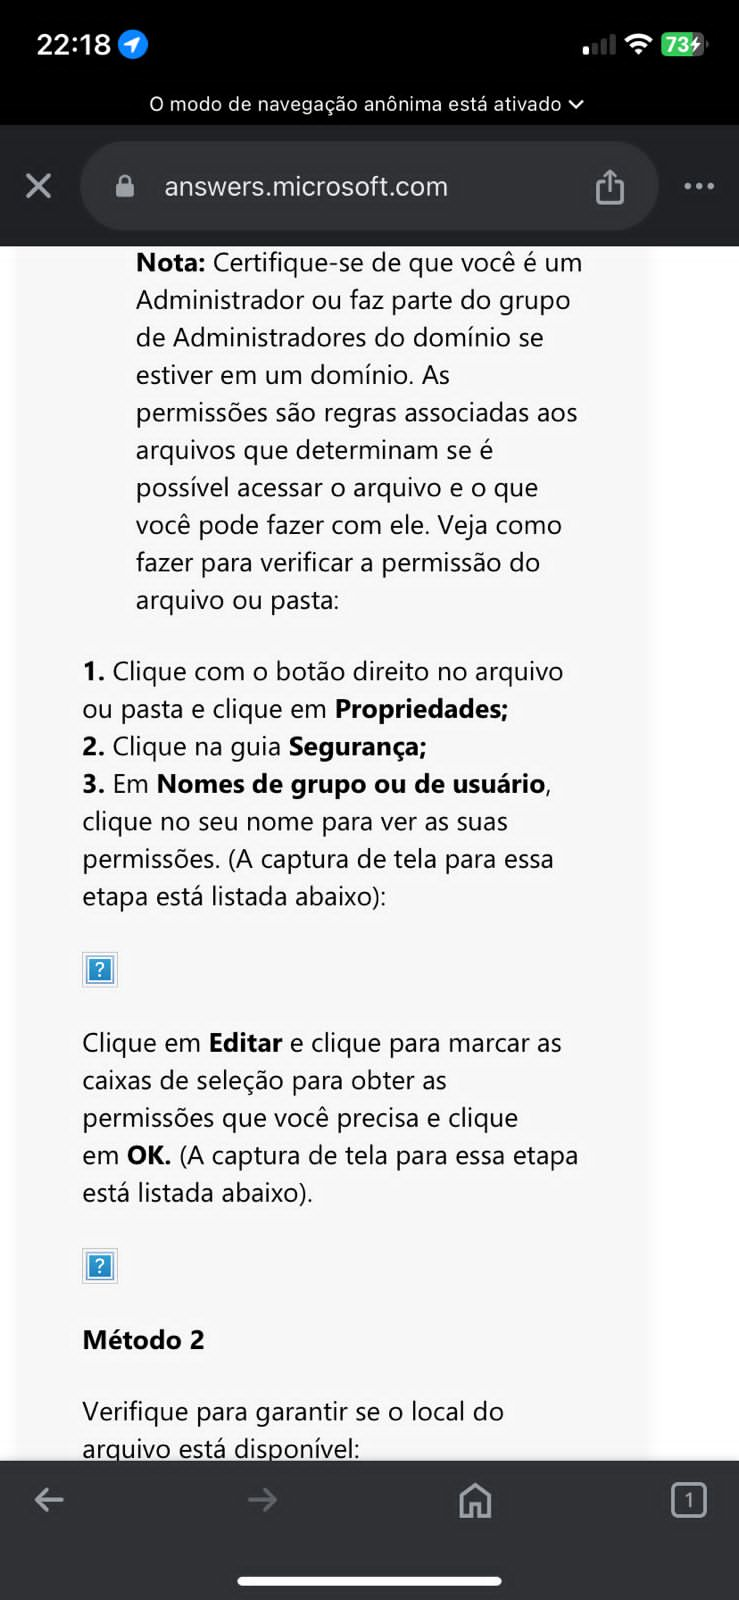 22:18
73
O modo de navegação anônima está ativado
answers.microsoft.com
Nota: Certifique-se de que você é um
Administrador ou faz parte do grupo
de Administradores do domínio se
estiver em um domínio. As
permissões são regras associadas aos
arquivos que determinam se é
possível acessar o arquivo e o que
você pode fazer com ele. Veja como
fazer para verificar a permissão do
arquivo ou pasta:
1. Clique com o botão direito no arquivo
ou pasta e clique em Propriedades;
2. Clique na guia Segurança;
3. Em Nomes de grupo ou de usuário,
clique no seu nome para ver as suas
permissões. (A captura de tela para essa
etapa está listada abaixo):
?
Clique em Editar e clique para marcar as
caixas de seleção para obter as
permissões que você precisa e clique
em OK. (A captura de tela para essa etapa
está listada abaixo).
?
Método 2
Verifique para garantir se o local do
arquivo está disponível:
1